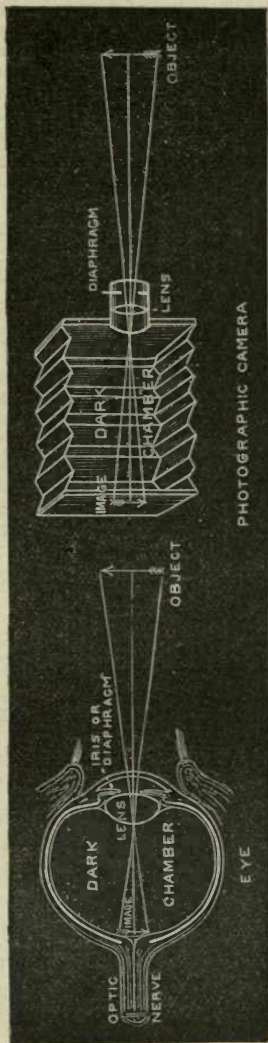 OPTIC
NERVE
IMAGE
DARK
CHAMBER
LENS
"IRIS OR
DIAPHRAGM"
OBJECT
EYE
IMAGE
DARK
CHAMBER
DIAPHRAGM
LENS
OBJECT
PHOTOGRAPHIC CAMERA